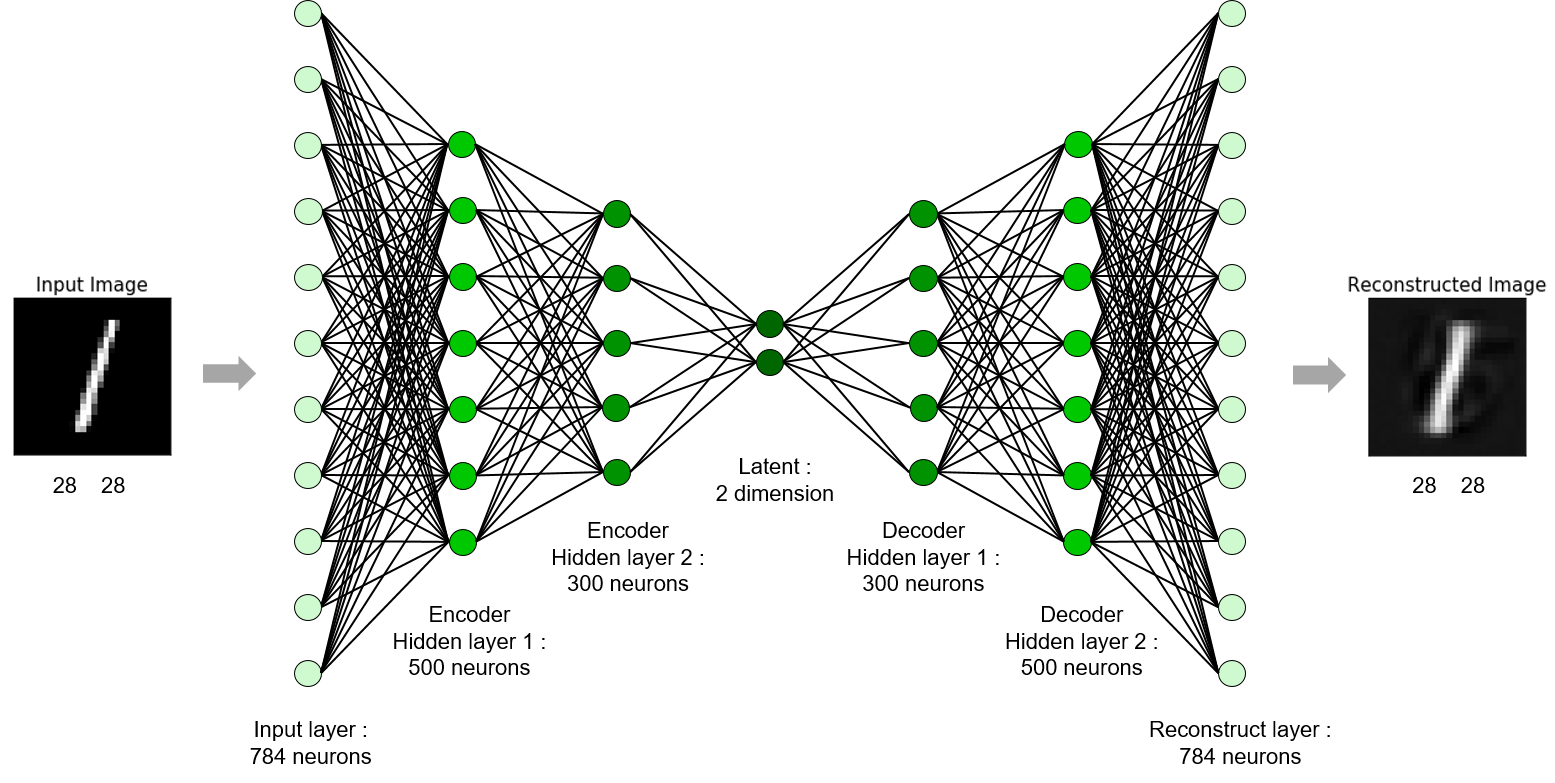 Input Image
28 28
Input layer :
784 neurons
Encoder
Hidden layer 1 :
500 neurons
Encoder
Hidden layer 2 :
300 neurons
Latent :
2 dimension
Decoder
Hidden layer 1 :
300 neurons
Decoder
Hidden layer 2 :
500 neurons
Reconstruct layer :
784 neurons
Reconstructed Image
28 28